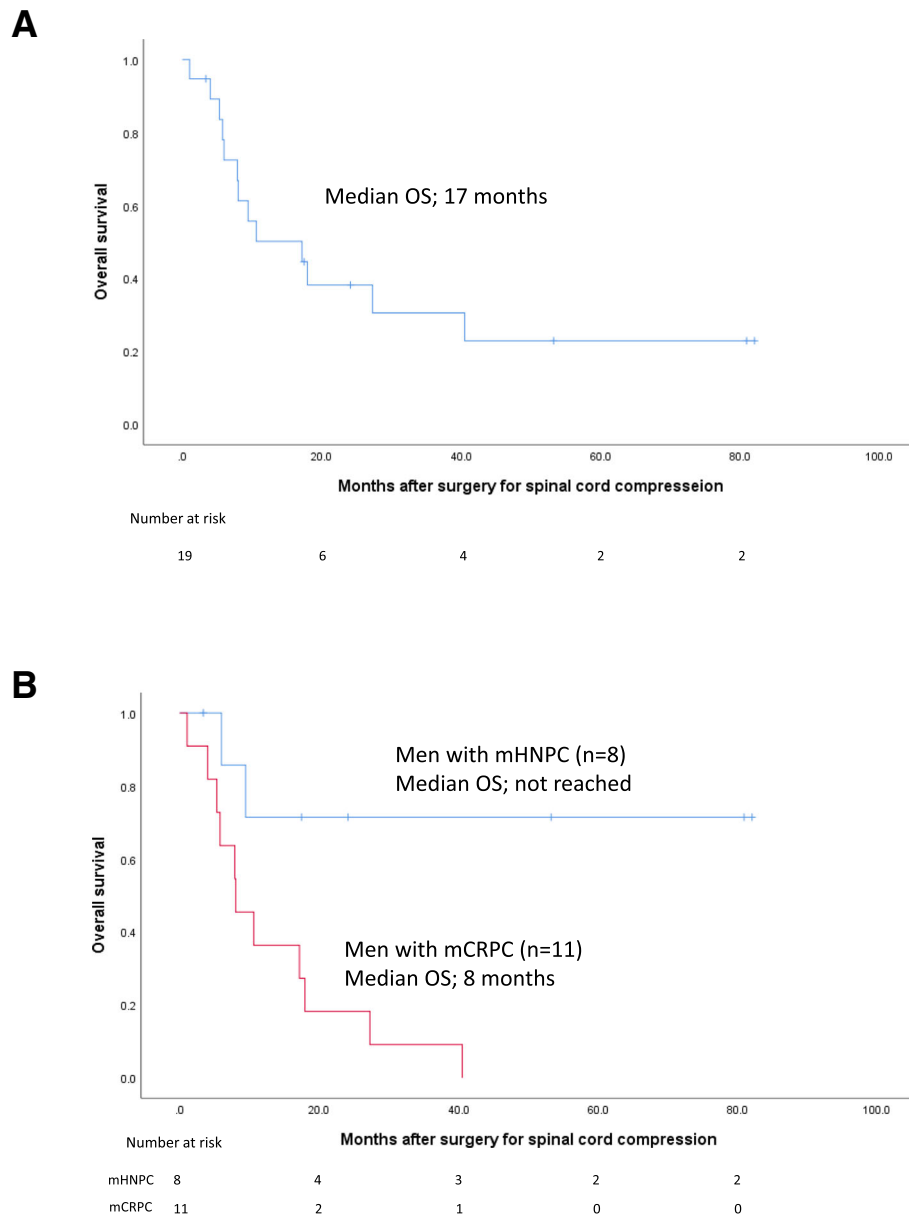 A
1.0
0.8
0.6
0.4
0.2
0.0
Overall survival
Median OS; 17 months
.0 20.0 40.0 60.0 80.0 100.0
Months after surgery for spinal cord compresseion
Number at risk
19 6 4 2 2
B
1.0
0.8
0.6
0.4
0.2
0.0
Overall survival
Men with mHNPC (n=8)
Median OS; not reached
Men with mCRPC (n=11)
Median OS; 8 months
.0 20.0 40.0 60.0 80.0 100.0
Months after surgery for spinal cord compression
Number at risk
mHNPC 8 4 3 2 2
mCRPC 11 2 1 0 0